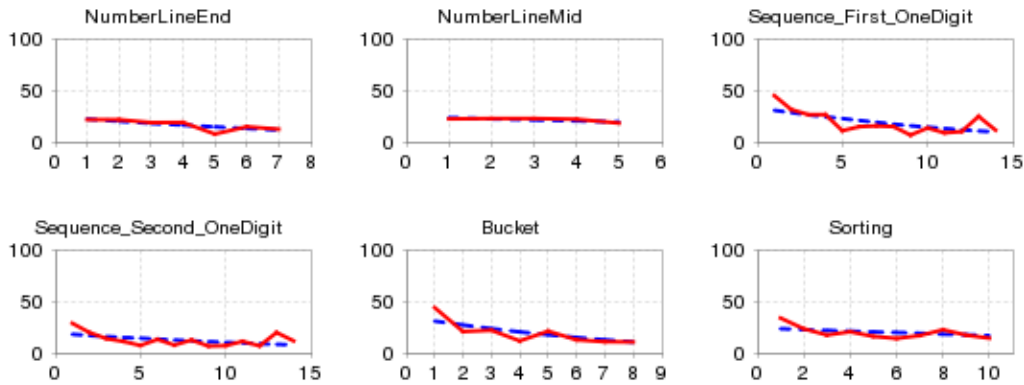 NumberLineEnd
100
50
0
0 1 2 3 4 5 6 7 8
NumberLineMid
100
50
0
0 1 2 3 4 5 6
Sequence_First_OneDigit
100
50
0
0 5 10 15
Sequence_Second_OneDigit
100
50
0
0 5 10 15
Bucket
100
50
0
0 1 2 3 4 5 6 7 8 9
Sorting
100
50
0
0 2 4 6 8 10